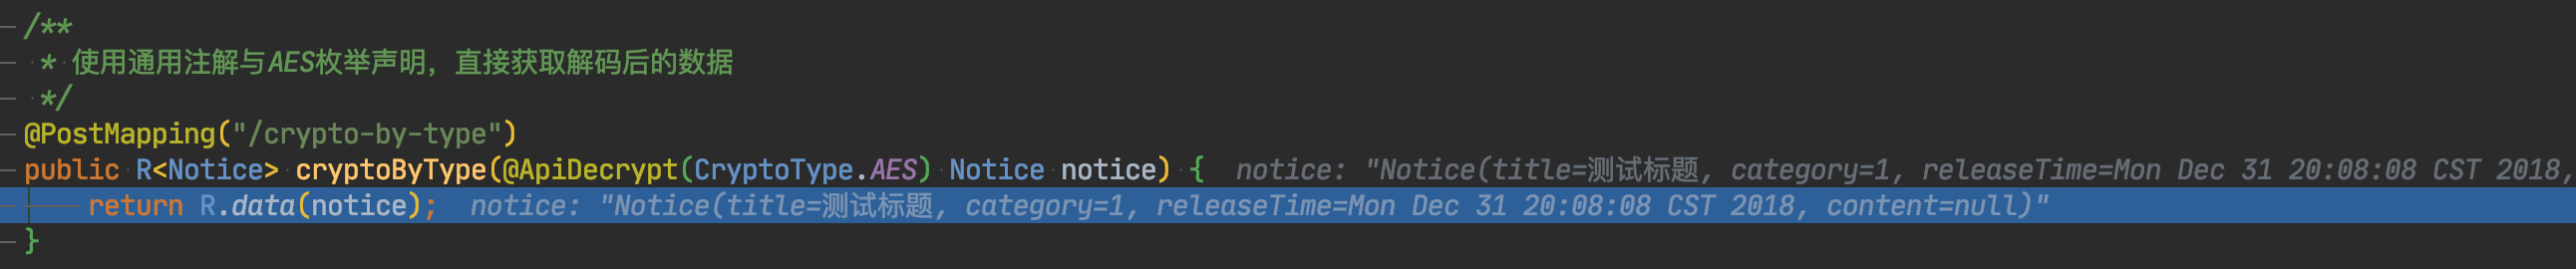 /**
 * 使用通用注解与AES枚举声明，直接获取解码后的数据
 */
@PostMapping("/crypto-by-type")
public R<Notice> cryptoByType(@ApiDecrypt(CryptoType.AES) Notice notice) {  notice: "Notice(title=测试标题, category=1, releaseTime=Mon Dec 31 20:08:08 CST 2018,
    return R.data(notice);  notice: "Notice(title=测试标题, category=1, releaseTime=Mon Dec 31 20:08:08 CST 2018, content=null)"
}